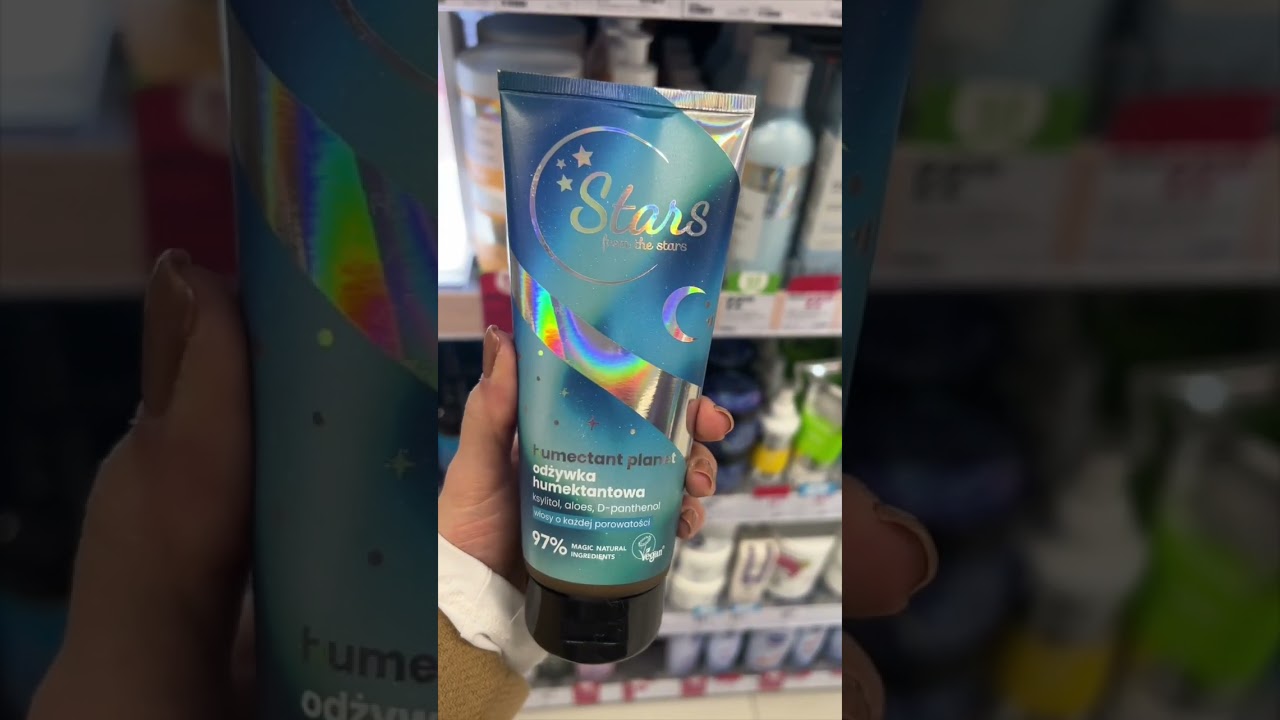 Stars
from the stars
humectant planet
odżywka
humektantowa
ksylitol, aloes, D-panthenol
włosy o każdej porowatości
97% MAGIC NATURAL
INGREDIENTS
Vegan